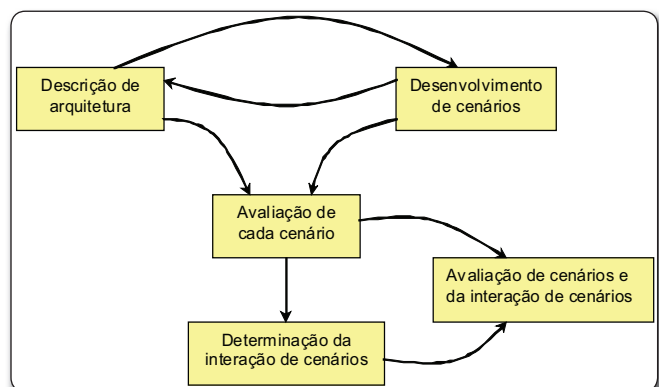 Descrição de
arquitetura
Desenvolvimento
de cenários
Avaliação de
cada cenário
Avaliação de cenários e
da interação de cenários
Determinação da
interação de cenários